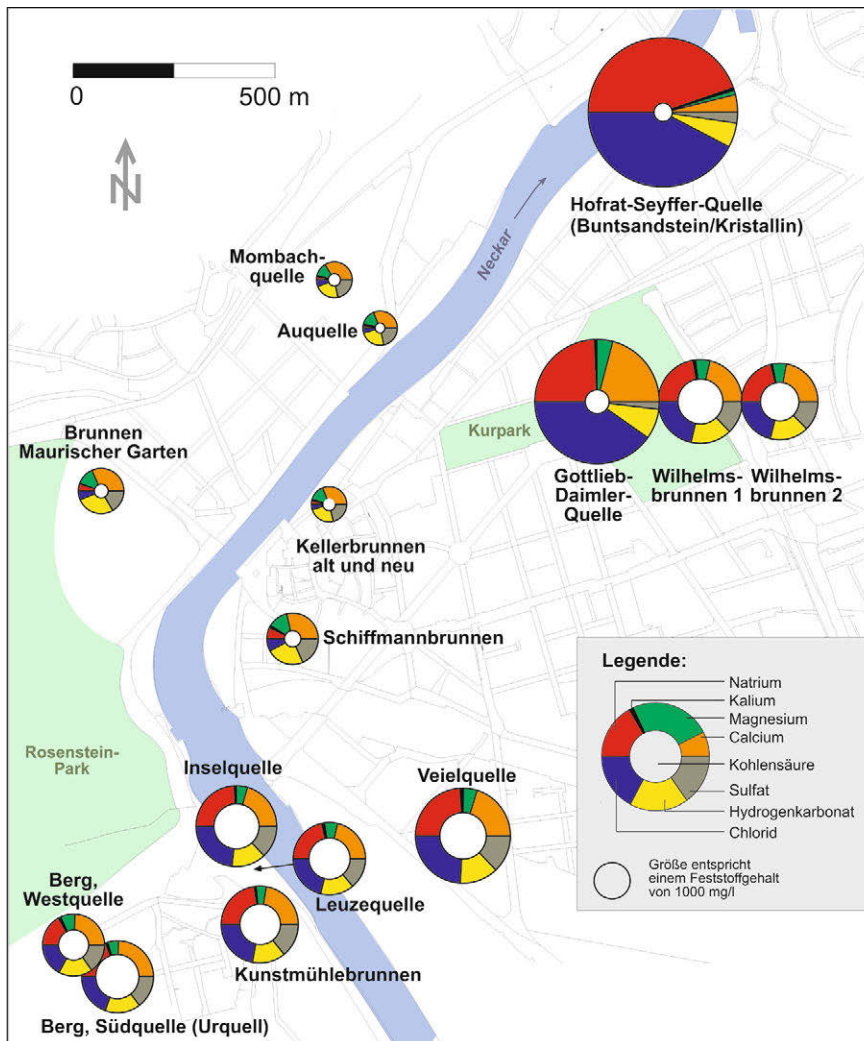 0
500 m
N
Neckar
Hofrat-Seyffer-Quelle
(Buntsandstein/Kristallin)
Mombach-
quelle
Auquelle
Kurpark
Gottlieb-
Daimler-
Quelle
Wilhelms-
brunnen 1
Wilhelms-
brunnen 2
Brunnen
Maurischer Garten
Kellerbrunnen
alt und neu
Schiffmannbrunnen
Rosenstein-
Park
Inselquelle
Veielquelle
Leuzequelle
Berg,
Westquelle
Kunstmühlebrunnen
Berg, Südquelle (Urquell)
Legende:
Natrium
Kalium
Magnesium
Calcium
Kohlensäure
Sulfat
Hydrogenkarbonat
Chlorid
Größe entspricht
einem Feststoffgehalt
von 1000 mg/l